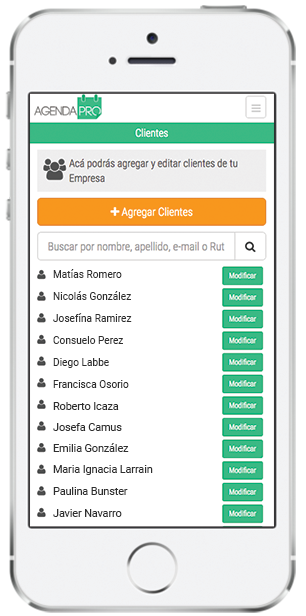 AGENDA PRO
Clientes
Acá podrás agregar y editar clientes de tu
Empresa
+ Agregar Clientes
Buscar por nombre, apellido, e-mail o Rut
Matías Romero Modificar
Nicolás González Modificar
Josefína Ramirez Modificar
Consuelo Perez Modificar
Diego Labbe Modificar
Francisca Osorio Modificar
Roberto Icaza Modificar
Josefa Camus Modificar
Emilia González Modificar
Maria Ignacia Larrain Modificar
Paulina Bunster Modificar
Javier Navarro Modificar